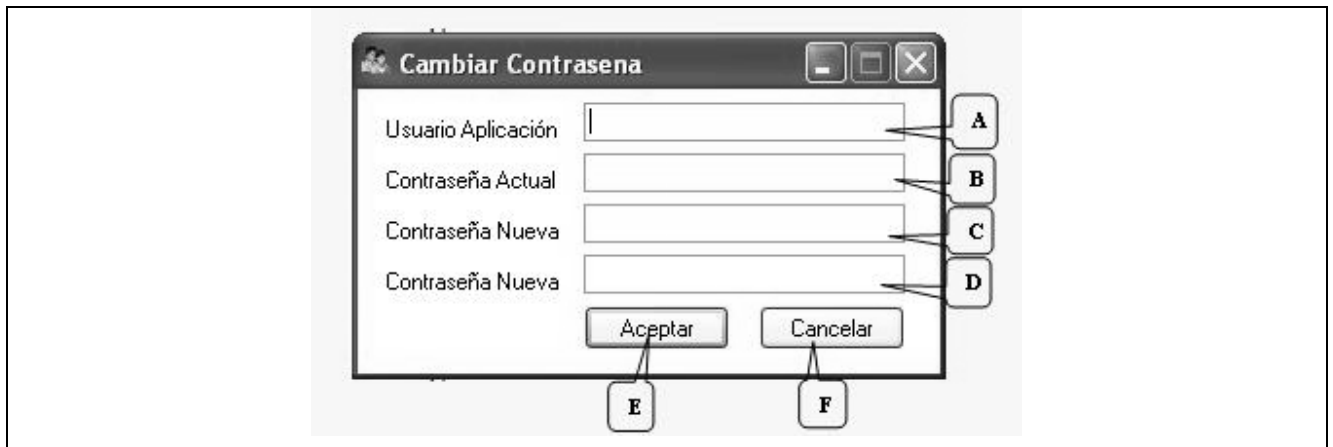 Cambiar Contrasena
Usuario Aplicación A
Contraseña Actual B
Contraseña Nueva C
Contraseña Nueva D
Aceptar Cancelar
E F